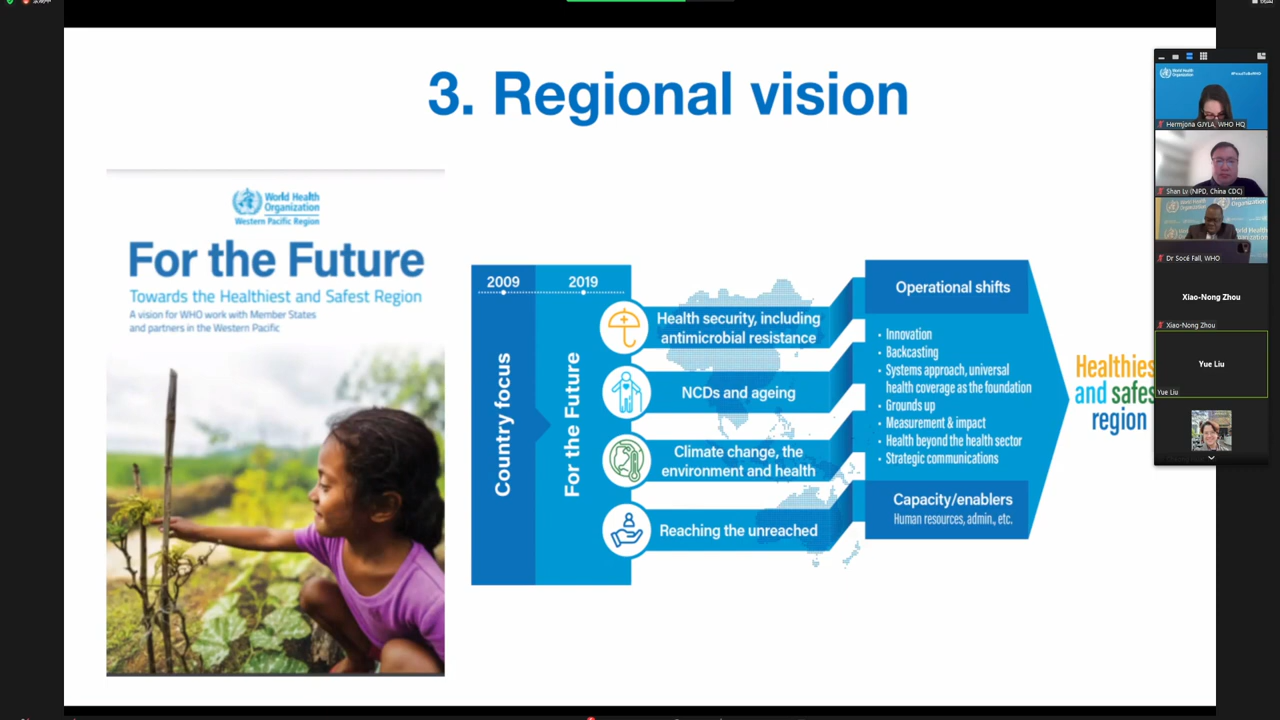 3. Regional vision
World Health
Organization
Western Pacific Region
For the Future
Towards the Healthiest and Safest Region
A vision for WHO work with Member States
and partners in the Western Pacific
2009
2019
Country focus
For the Future
Health security, including
antimicrobial resistance
NCDs and ageing
Climate change, the
environment and health
Reaching the unreached
Operational shifts
• Innovation
• Backcasting
• Systems approach, universal
health coverage as the foundation
• Grounds up
• Measurement & impact
• Health beyond the health sector
• Strategic communications
Capacity/enablers
Human resources, admin., etc.
Healthies
and safes
region
Hermjona GJYLA, WHO HQ
Shan Lv (NIPD, China CDC)
Dr Socé Fall, WHO
Xiao-Nong Zhou
Xiao-Nong Zhou
Yue Liu
Yue Liu